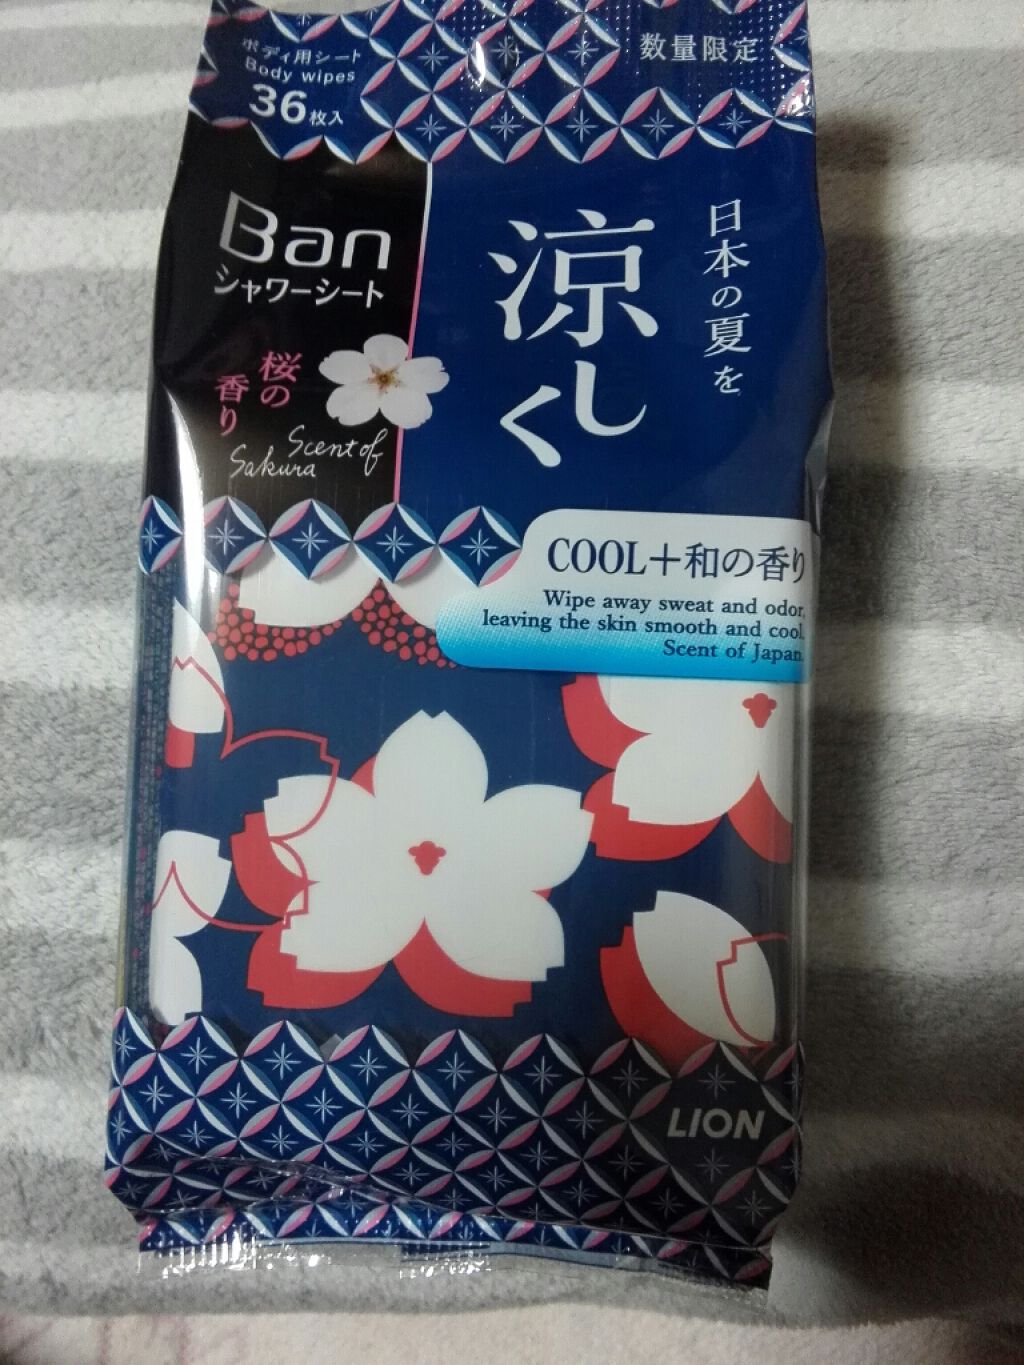 ボディ用シート
Body wipes
36枚入
数量限定
Ban
シャワーシート
桜の
香り
Scent of
Sakura
日本の夏を
涼しく
COOL＋和の香り
Wipe away sweat and odor,
leaving the skin smooth and cool.
Scent of Japan.
LION